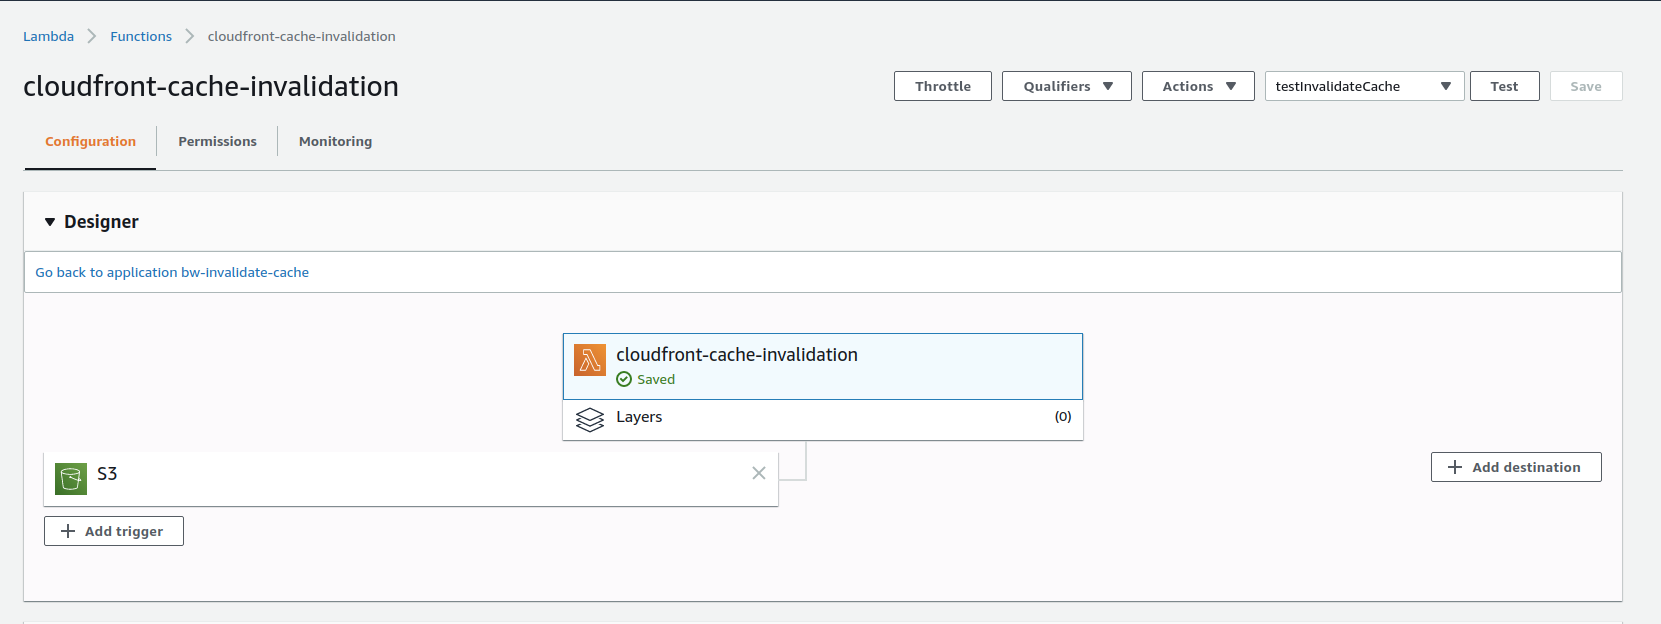 Lambda Functions cloudfront-cache-invalidation
cloudfront-cache-invalidation
Throttle Qualifiers Actions testInvalidateCache Test Save
Configuration Permissions Monitoring
Designer
Go back to application bw-invalidate-cache
cloudfront-cache-invalidation
Saved
Layers (0)
S3
Add destination
Add trigger